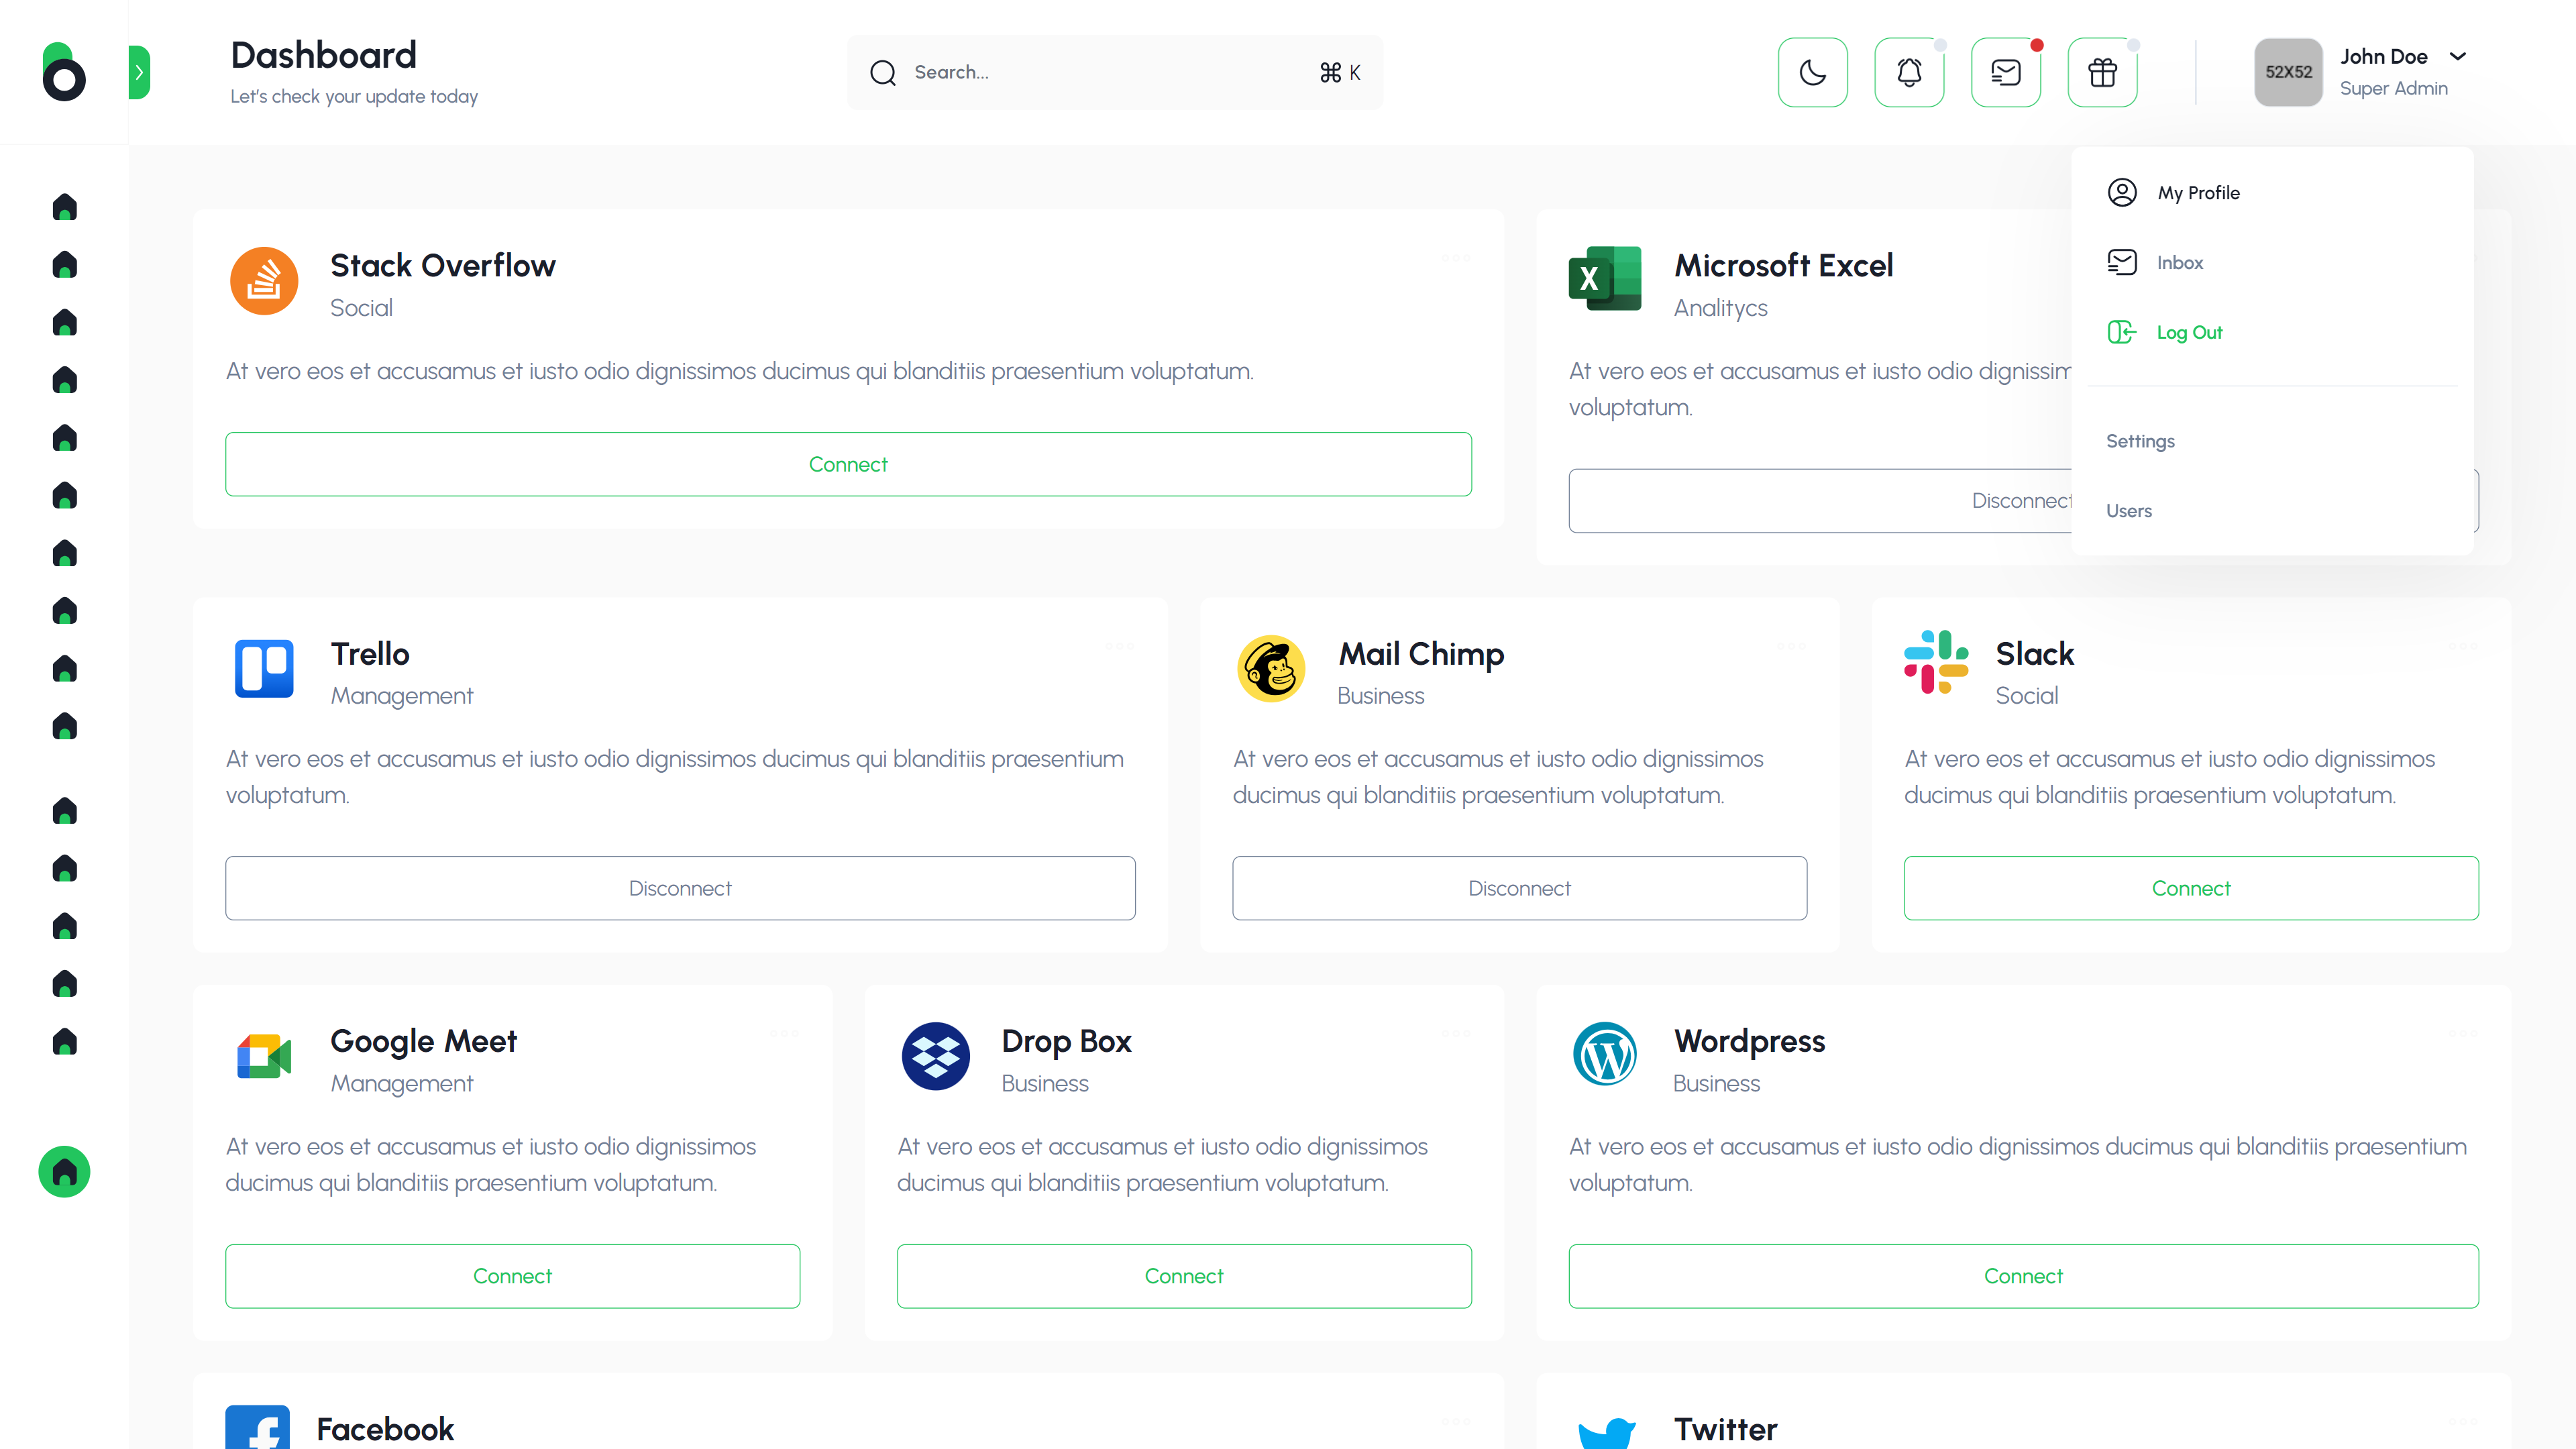 Dashboard
Let's check your update today
Search...
⌘ K
52X52
John Doe
Super Admin
My Profile
Inbox
Log Out
Settings
Users
Stack Overflow
Social
At vero eos et accusamus et iusto odio dignissimos ducimus qui blanditiis praesentium voluptatum.
Connect
Microsoft Excel
Analitycs
At vero eos et accusamus et iusto odio dignissim
voluptatum.
Disconnect
Trello
Management
At vero eos et accusamus et iusto odio dignissimos ducimus qui blanditiis praesentium
voluptatum.
Disconnect
Mail Chimp
Business
At vero eos et accusamus et iusto odio dignissimos
ducimus qui blanditiis praesentium voluptatum.
Disconnect
Slack
Social
At vero eos et accusamus et iusto odio dignissimos
ducimus qui blanditiis praesentium voluptatum.
Connect
Google Meet
Management
At vero eos et accusamus et iusto odio dignissimos
ducimus qui blanditiis praesentium voluptatum.
Connect
Drop Box
Business
At vero eos et accusamus et iusto odio dignissimos
ducimus qui blanditiis praesentium voluptatum.
Connect
Wordpress
Business
At vero eos et accusamus et iusto odio dignissimos ducimus qui blanditiis praesentium
voluptatum.
Connect
Facebook
Twitter